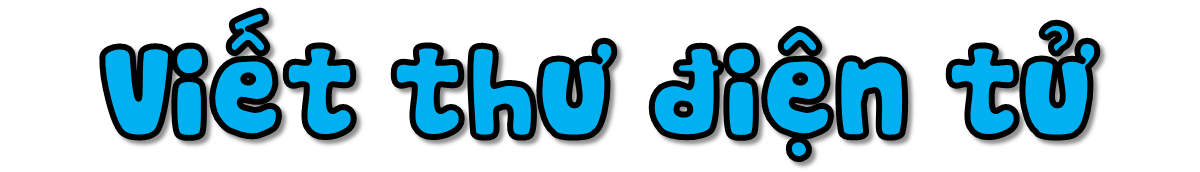 Viết thư điện tử